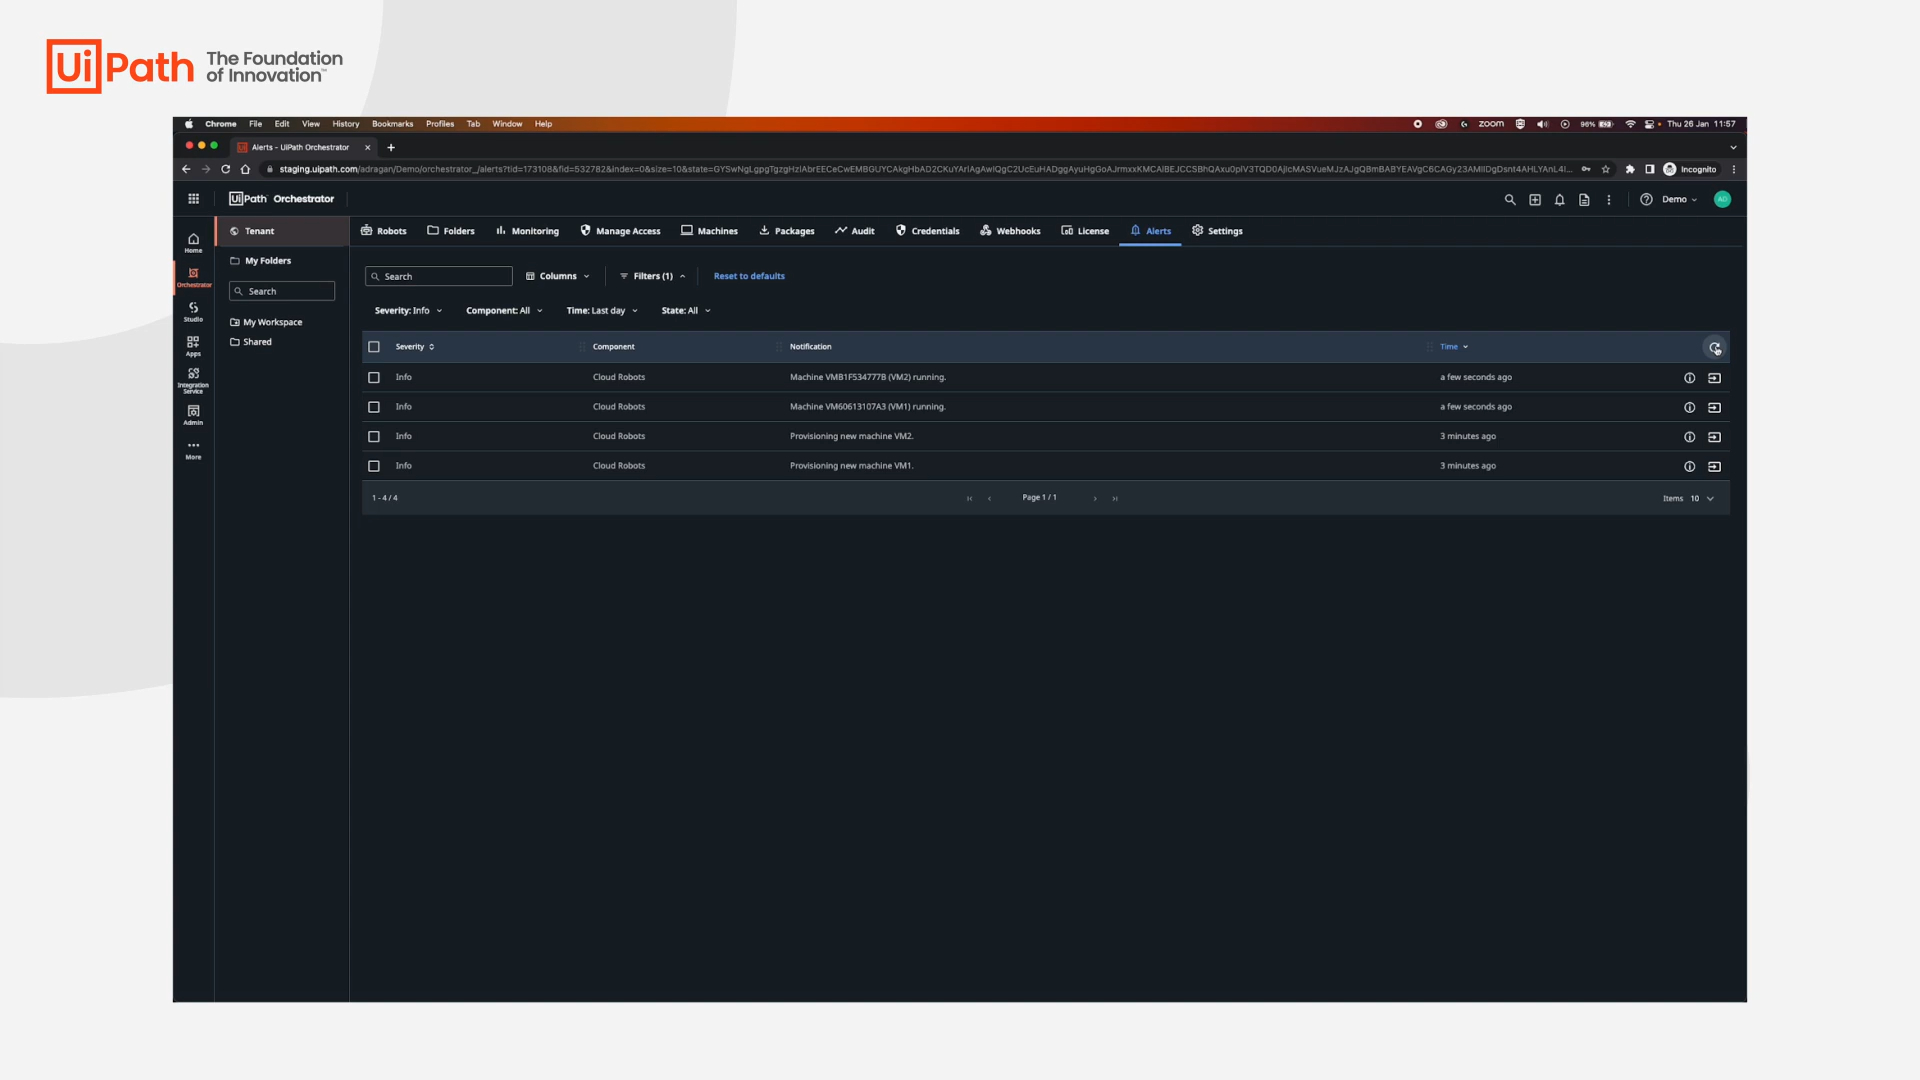 UiPath The Foundation of Innovation™
Chrome File Edit View History Bookmarks Profiles Tab Window Help
zoom 96% Thu 26 Jan 11:57
Alerts - UiPath Orchestrator
Incognito
UiPath Orchestrator
Demo
AD
Home
Orchestrator
Studio
Apps
Integration Service
Admin
More
Tenant
My Folders
Search
My Workspace
Shared
Robots Folders Monitoring Manage Access Machines Packages Audit Credentials Webhooks License Alerts Settings
Search Columns Filters (1) Reset to defaults
Severity: Info Component: All Time: Last day State: All
Severity Component Notification Time
Info Cloud Robots Machine VMB1F534777B (VM2) running. a few seconds ago
Info Cloud Robots Machine VM60613107A3 (VM1) running. a few seconds ago
Info Cloud Robots Provisioning new machine VM2. 3 minutes ago
Info Cloud Robots Provisioning new machine VM1. 3 minutes ago
1 - 4 / 4 Page 1 / 1 Items 10